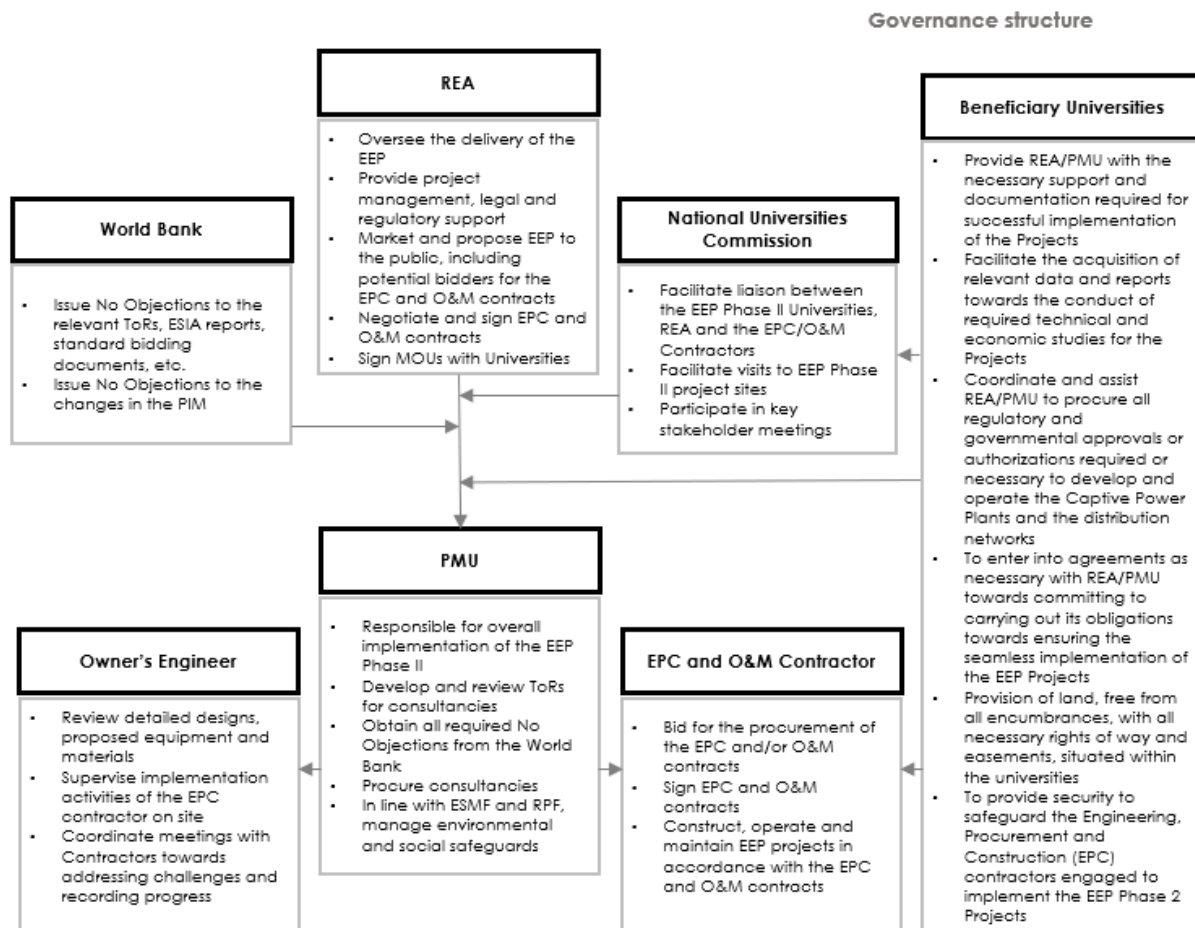 Governance structure
REA
▪ Oversee the delivery of the
EEP
▪ Provide project
management, legal and
regulatory support
▪ Market and propose EEP to
the public, including
potential bidders for the
EPC and O&M contracts
▪ Negotiate and sign EPC and
O&M contracts
▪ Sign MOUs with Universities
World Bank
▪ Issue No Objections to the
relevant ToRs, ESIA reports,
standard bidding
documents, etc.
▪ Issue No Objections to the
changes in the PIM
National Universities
Commission
▪ Facilitate liaison between
the EEP Phase II Universities,
REA and the EPC/O&M
Contractors
▪ Facilitate visits to EEP Phase
II project sites
▪ Participate in key
stakeholder meetings
Beneficiary Universities
▪ Provide REA/PMU with the
necessary support and
documentation required for
successful implementation
of the Projects
▪ Facilitate the acquisition of
relevant data and reports
towards the conduct of
required technical and
economic studies for the
Projects
▪ Coordinate and assist
REA/PMU to procure all
regulatory and
governmental approvals or
authorizations required or
necessary to develop and
operate the Captive Power
Plants and the distribution
networks
▪ To enter into agreements as
necessary with REA/PMU
towards committing to
carrying out its obligations
towards ensuring the
seamless implementation of
the EEP Projects
▪ Provision of land, free from
all encumbrances, with all
necessary rights of way and
easements, situated within
the universities
▪ To provide security to
safeguard the Engineering,
Procurement and
Construction (EPC)
contractors engaged to
implement the EEP Phase 2
Projects
PMU
▪ Responsible for overall
implementation of the EEP
Phase II
▪ Develop and review ToRs
for consultancies
▪ Obtain all required No
Objections from the World
Bank
▪ Procure consultancies
▪ In line with ESMF and RPF,
manage environmental
and social safeguards
Owner's Engineer
▪ Review detailed designs,
proposed equipment and
materials
▪ Supervise implementation
activities of the EPC
contractor on site
▪ Coordinate meetings with
Contractors towards
addressing challenges and
recording progress
EPC and O&M Contractor
▪ Bid for the procurement of
the EPC and/or O&M
contracts
▪ Sign EPC and O&M
contracts
▪ Construct, operate and
maintain EEP projects in
accordance with the EPC
and O&M contracts